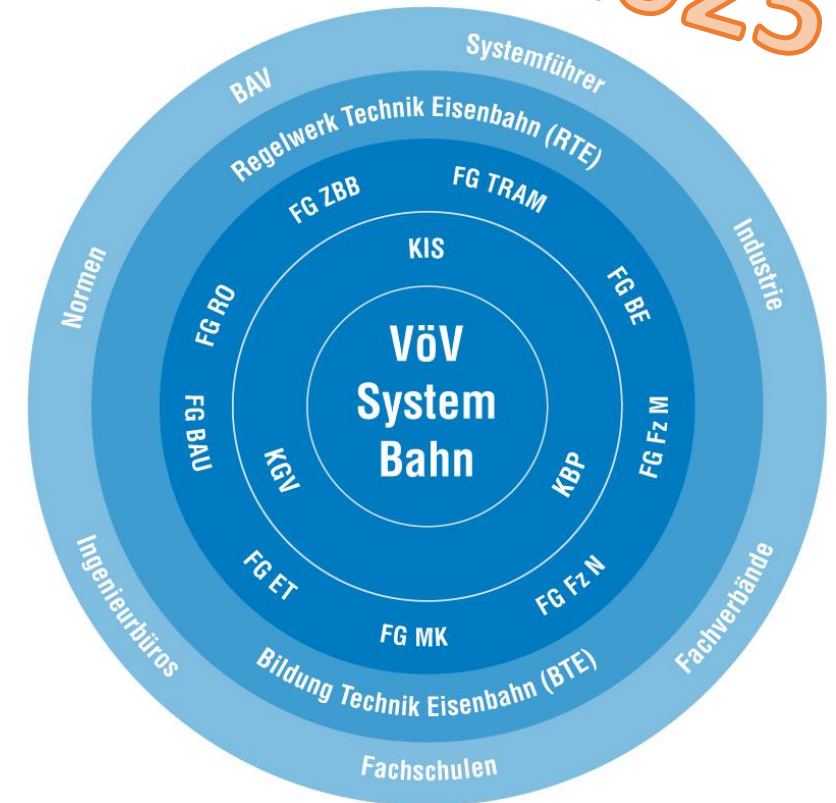 Systemführer
BAV
Regelwerk Technik Eisenbahn (RTE)
FG ZBB
FG TRAM
KIS
Industrie
Normen
FG RO
FG BE
VöV
System
Bahn
FG BAU
FG Fz M
KGV
KBP
FG ET
FG Fz N
FG MK
Ingenieurbüros
Fachverbände
Bildung Technik Eisenbahn (BTE)
Fachschulen